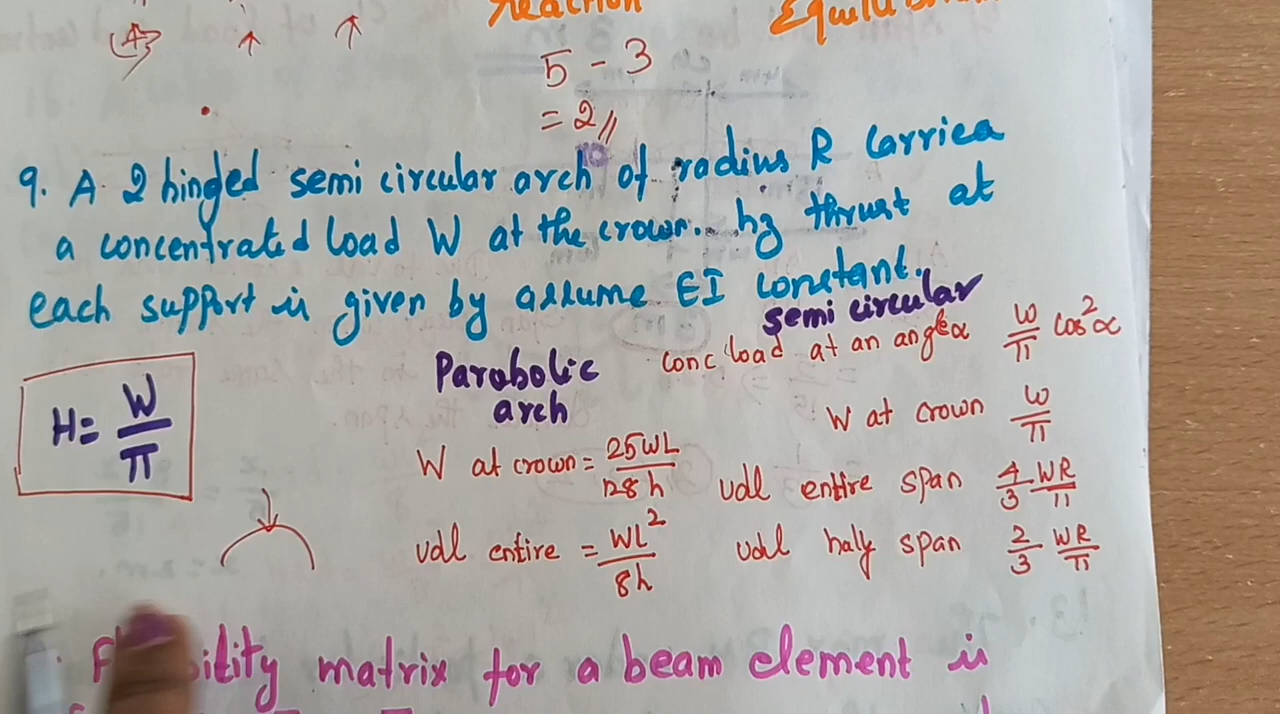 Reaction
5 - 3
= 2//
9. A 2 hinged semi circular arch of radius R carries
a concentrated load W at the crown. hz thrust at
each support is given by assume EI constant.
H = W/π
Parabolic
arch
W at crown = 25WL/128h
udl entire = WL²/8h
semi circular
conc load at an angle α W/π cos²α
W at crown W/π
udl entire span 4/3 WR/π
udl half span 2/3 WR/π
matrix for a beam element is